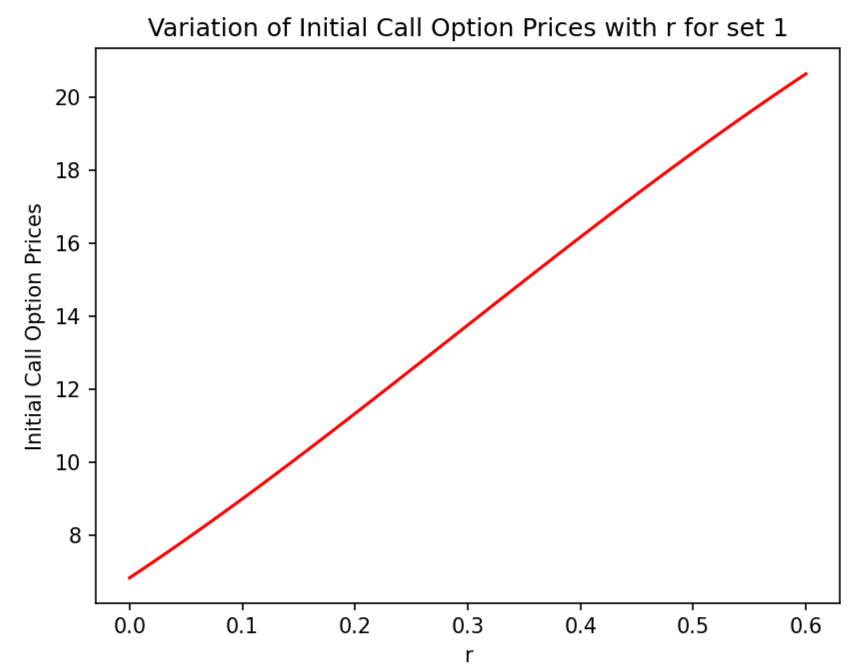 Variation of Initial Call Option Prices with r for set 1
Initial Call Option Prices
20
18
16
14
12
10
8
0.0 0.1 0.2 0.3 0.4 0.5 0.6
r